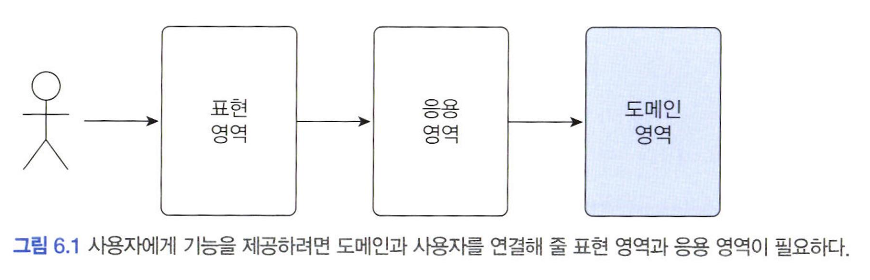 표현
영역
응용
영역
도메인
영역
그림 6.1 사용자에게 기능을 제공하려면 도메인과 사용자를 연결해 줄 표현 영역과 응용 영역이 필요하다.